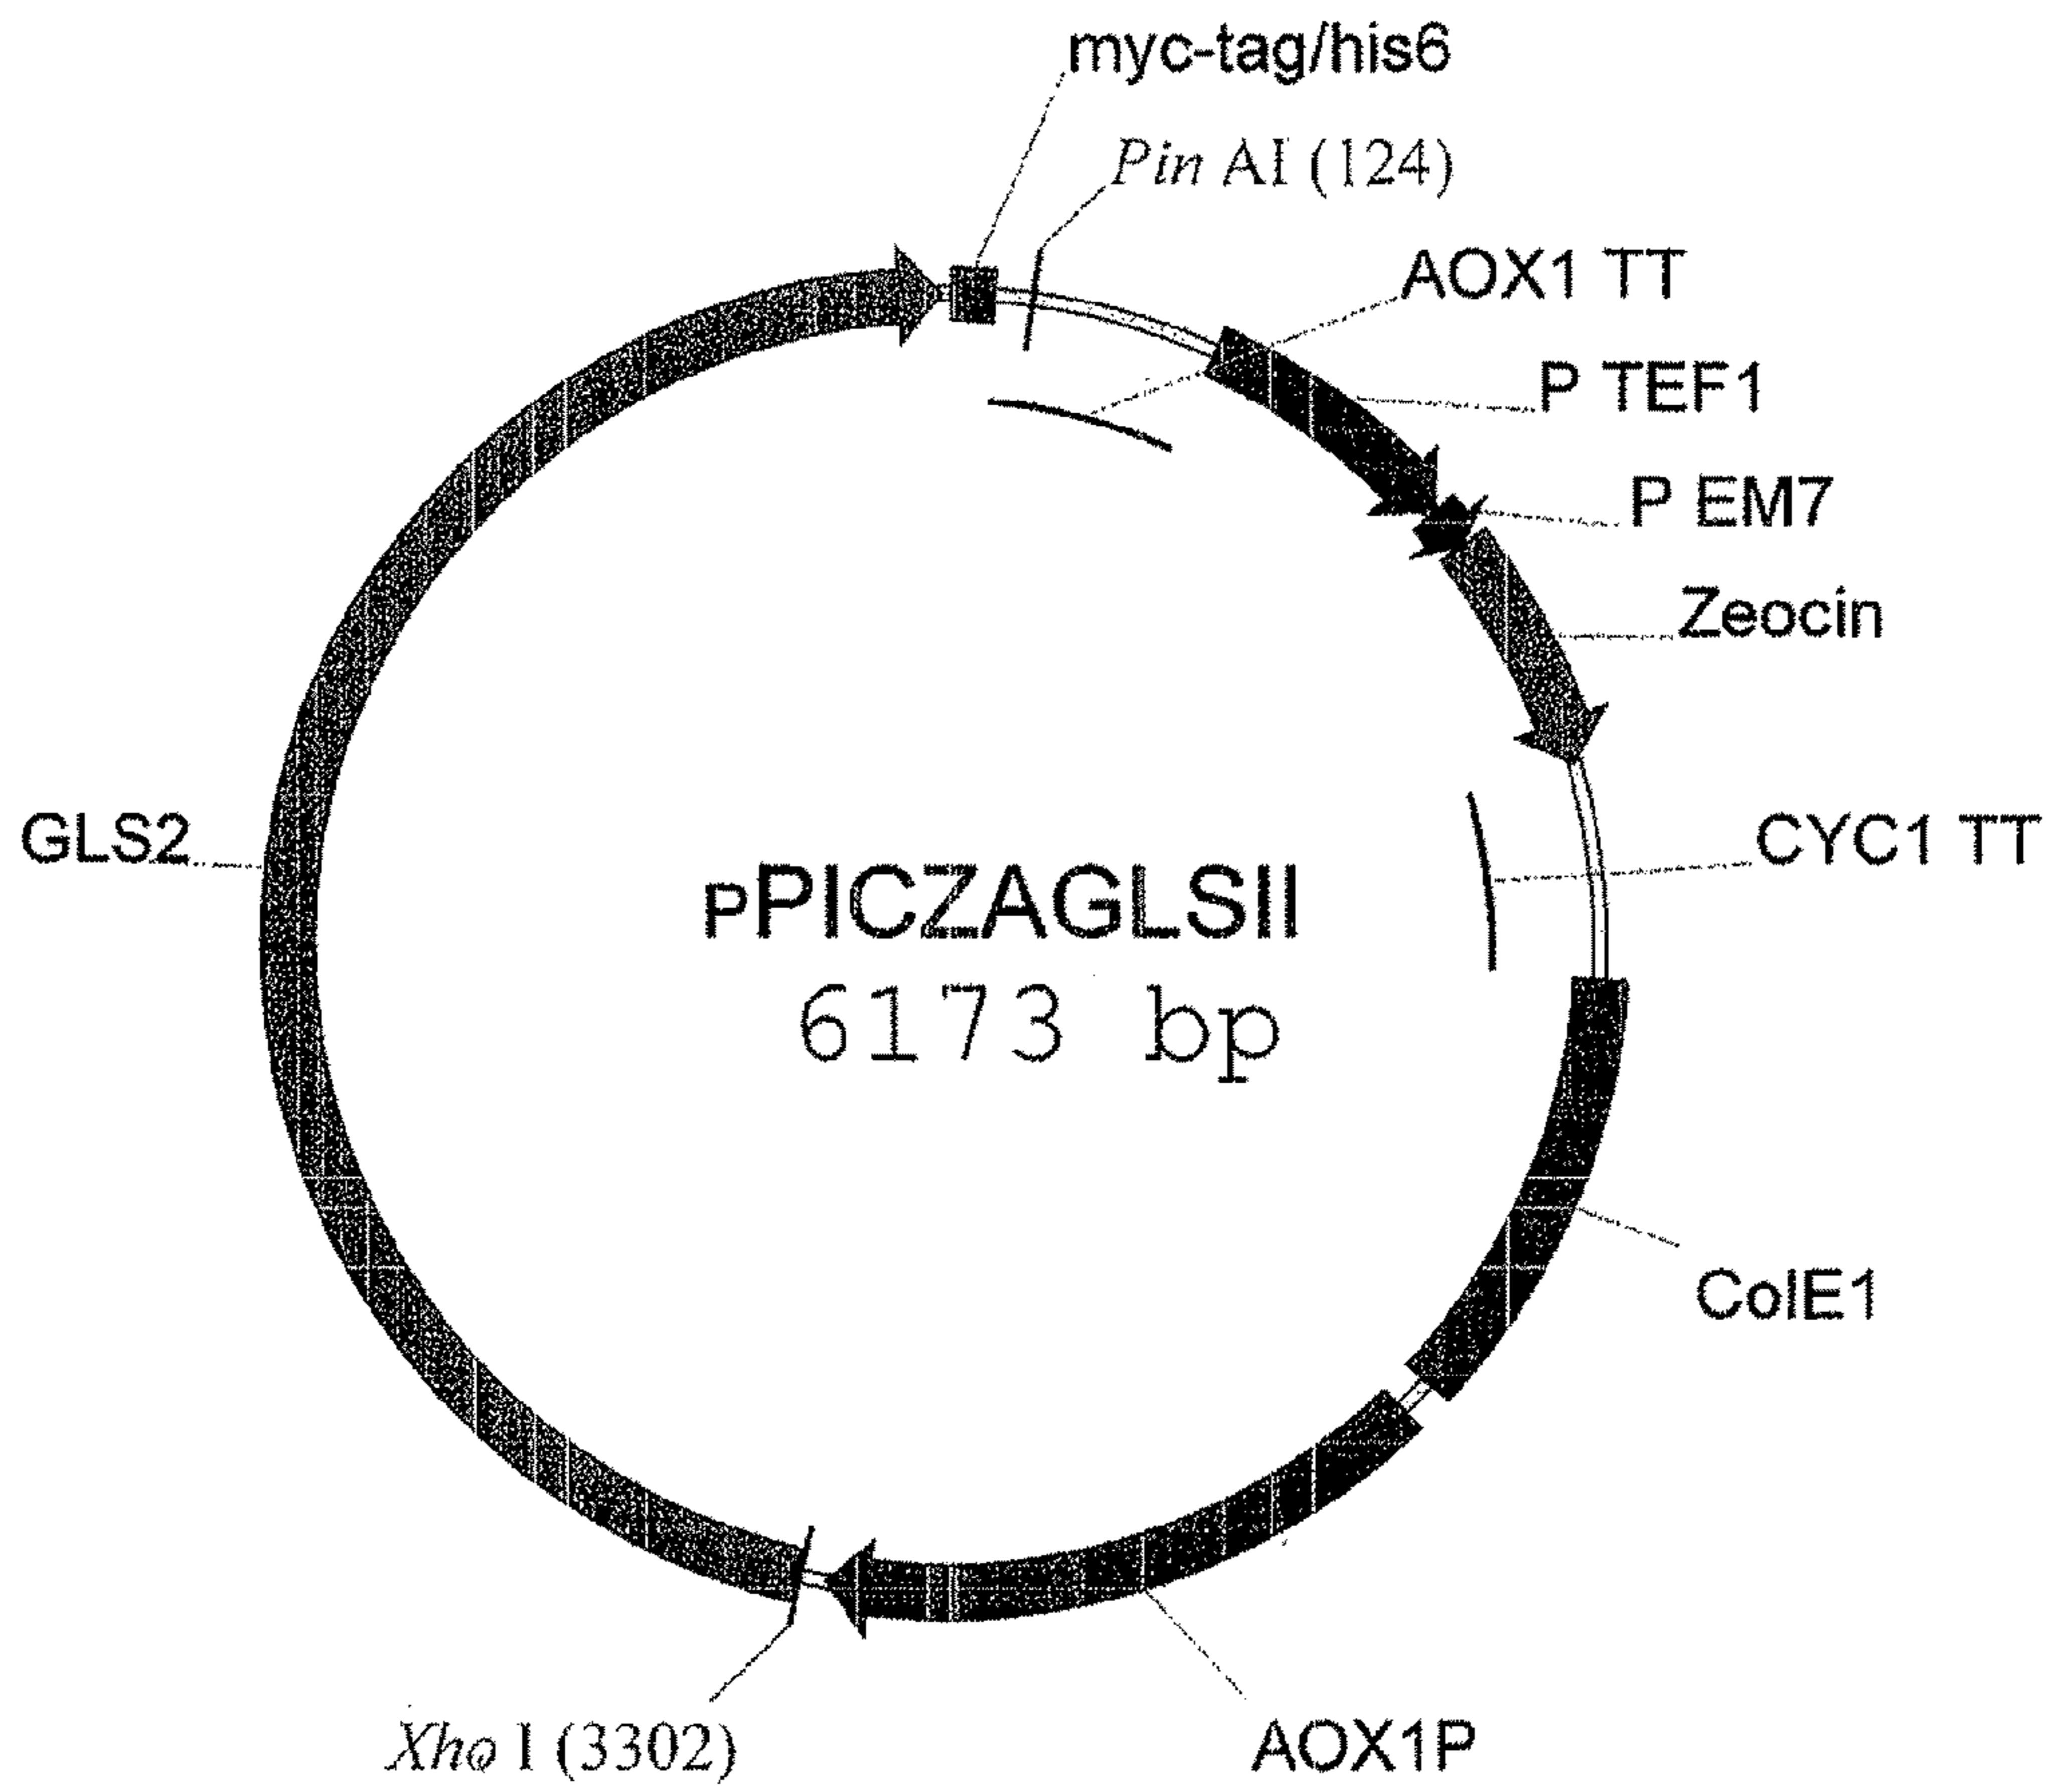 myc-tag/his6
Pin AI (124)
AOX1 TT
P TEF1
P EM7
Zeocin
GLS2
CYC1 TT
pPICZAGLSII
6173 bp
ColE1
Xho I (3302)
AOX1P